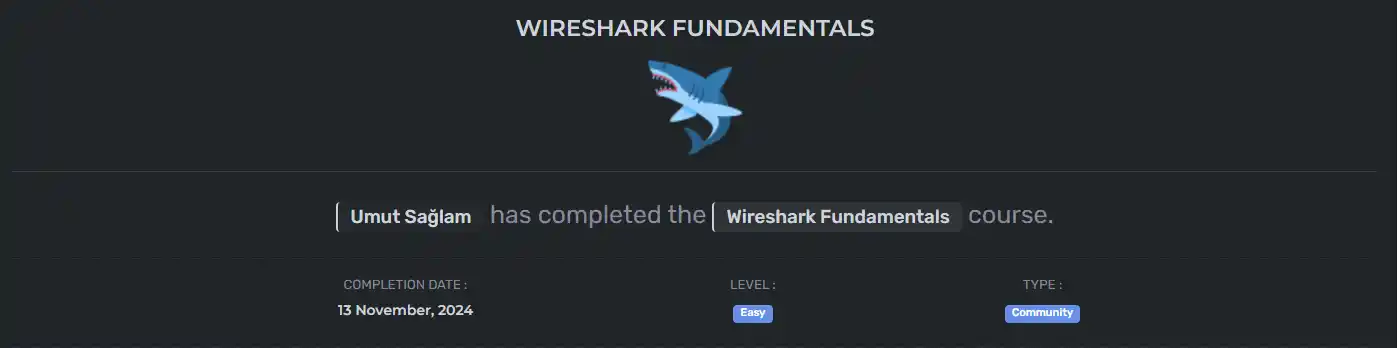 WIRESHARK FUNDAMENTALS
Umut Sağlam has completed the Wireshark Fundamentals course.
COMPLETION DATE : LEVEL : TYPE :
13 November, 2024 Easy Community